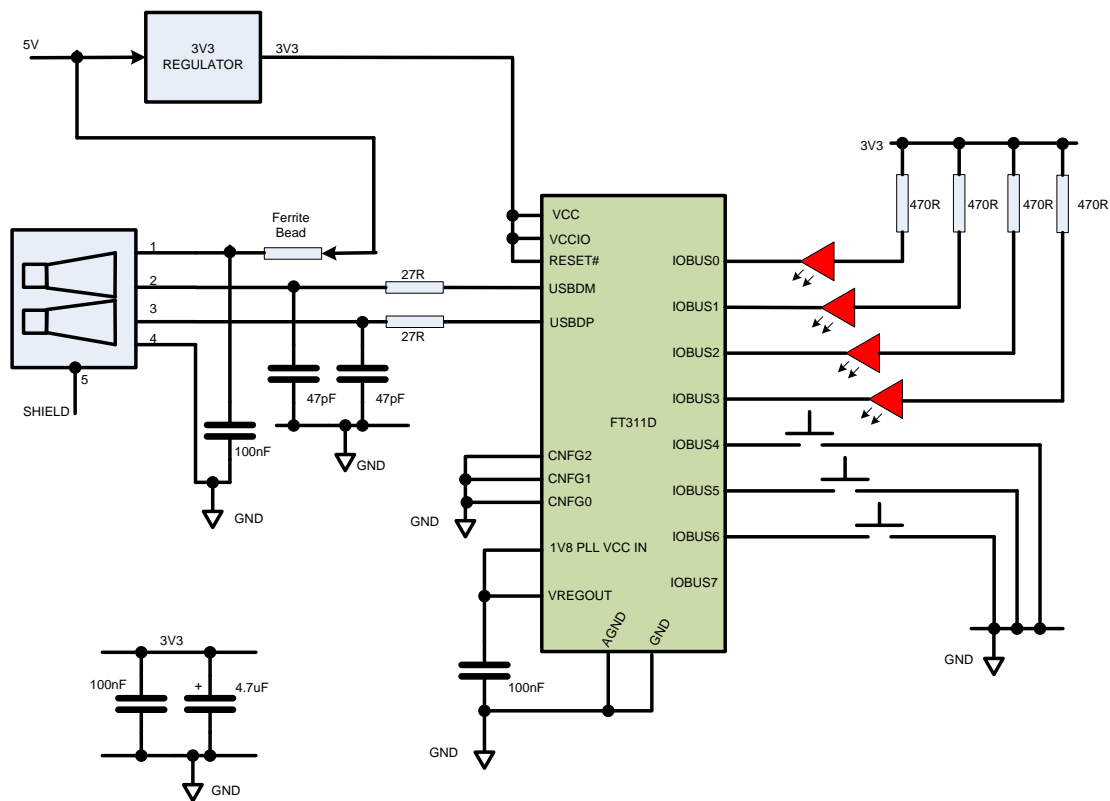 5V
3V3
REGULATOR
3V3
3V3
470R
470R
470R
470R
Ferrite
Bead
1
2
3
4
5
SHIELD
27R
27R
47pF
47pF
GND
100nF
GND
VCC
VCCIO
RESET#
USBDM
USBDP
FT311D
CNFG2
CNFG1
CNFG0
GND
1V8 PLL VCC IN
VREGOUT
AGND
GND
100nF
GND
IOBUS0
IOBUS1
IOBUS2
IOBUS3
IOBUS4
IOBUS5
IOBUS6
IOBUS7
GND
3V3
100nF
+
4.7uF
GND